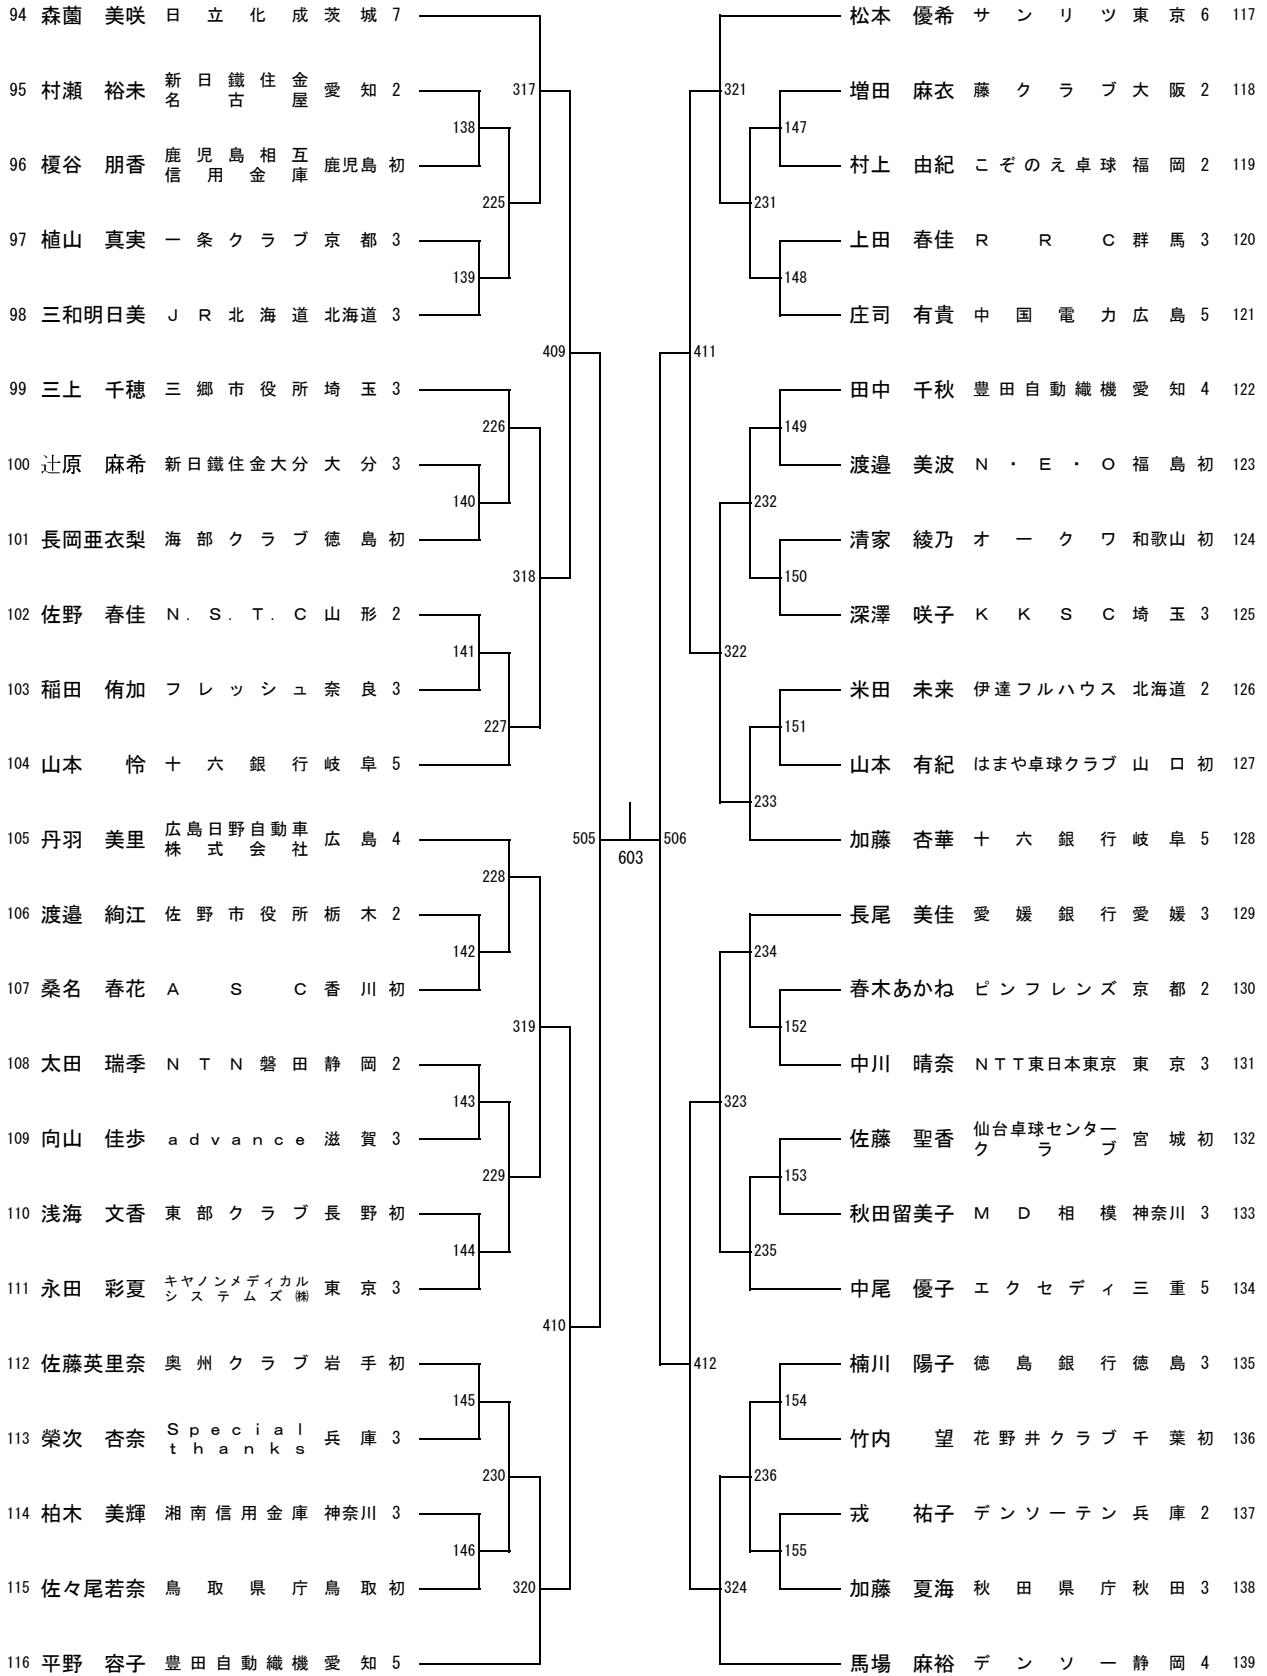 94 森薗 美咲 日立化成 茨城 7
95 村瀬 裕未 新日鐵住金名古屋 愛知 2
96 榎谷 朋香 鹿児島相互信用金庫 鹿児島 初
97 植山 真実 一条クラブ 京都 3
98 三和明日美 JR北海道 北海道 3
99 三上 千穂 三郷市役所 埼玉 3
100 辻原 麻希 新日鐵住金大分 大分 3
101 長岡亜衣梨 海部クラブ 徳島 初
102 佐野 春佳 N.S.T.C 山形 2
103 稲田 侑加 フレッシュ 奈良 3
104 山本 怜 十六銀行 岐阜 5
105 丹羽 美里 広島日野自動車株式会社 広島 4
106 渡邉 絢江 佐野市役所 栃木 2
107 桑名 春花 ASC 香川 初
108 太田 瑞季 NTN磐田 静岡 2
109 向山 佳歩 advance 滋賀 3
110 浅海 文香 東部クラブ 長野 初
111 永田 彩夏 キヤノンメディカルシステムズ㈱ 東京 3
112 佐藤英里奈 奥州クラブ 岩手 初
113 榮次 杏奈 Special thanks 兵庫 3
114 柏木 美輝 湘南信用金庫 神奈川 3
115 佐々尾若奈 鳥取県庁 鳥取 初
116 平野 容子 豊田自動織機 愛知 5
317
138
225
139
409
226
140
318
141
227
505
228
142
319
143
229
144
410
145
230
146
320
603
506
321
147
231
148
411
149
232
150
322
151
233
234
152
323
153
235
412
154
236
155
324
松本 優希 サンリツ 東京 6 117
増田 麻衣 藤クラブ 大阪 2 118
村上 由紀 こぞのえ卓球 福岡 2 119
上田 春佳 RRC 群馬 3 120
庄司 有貴 中国電力 広島 5 121
田中 千秋 豊田自動織機 愛知 4 122
渡邉 美波 N・E・O 福島 初 123
清家 綾乃 オークワ 和歌山 初 124
深澤 咲子 KKSC 埼玉 3 125
米田 未来 伊達フルハウス 北海道 2 126
山本 有紀 はまや卓球クラブ 山口 初 127
加藤 杏華 十六銀行 岐阜 5 128
長尾 美佳 愛媛銀行 愛媛 3 129
春木あかね ピンフレンズ 京都 2 130
中川 晴奈 NTT東日本東京 東京 3 131
佐藤 聖香 仙台卓球センタークラブ 宮城 初 132
秋田留美子 MD相模 神奈川 3 133
中尾 優子 エクセディ 三重 5 134
楠川 陽子 徳島銀行 徳島 3 135
竹内 望 花野井クラブ 千葉 初 136
戎 祐子 デンソーテン 兵庫 2 137
加藤 夏海 秋田県庁 秋田 3 138
馬場 麻裕 デンソー 静岡 4 139